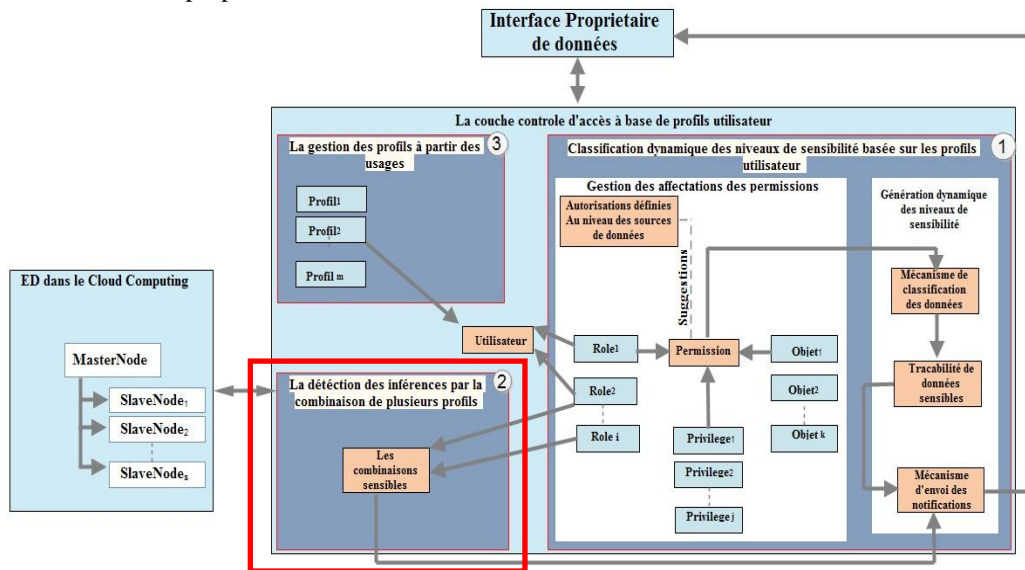 Interface Proprietaire
de données
La couche controle d'accès à base de profils utilisateur
La gestion des profils à partir des
usages
3
Profil1
Profil2
Profil m
Classification dynamique des niveaux de sensibilité basée sur les profils
utilisateur
1
Gestion des affectations des permissions
Autorisations définies
Au niveau des sources
de données
Suggestions
Génération dynamique
des niveaux de
sensibilité
Mécanisme de
classification
des données
Tracabilité de
données
sensibles
Mécanisme
d'envoi des
notifications
Utilisateur
Role1
Role2
Role i
Permission
Objet1
Objet2
Objet k
Privilege1
Privilege2
Privilege j
ED dans le Cloud Computing
MasterNode
SlaveNode1
SlaveNode2
SlaveNodes
La détéction des inférences par la
combinaison de plusieurs profils
2
Les
combinaisons
sensibles